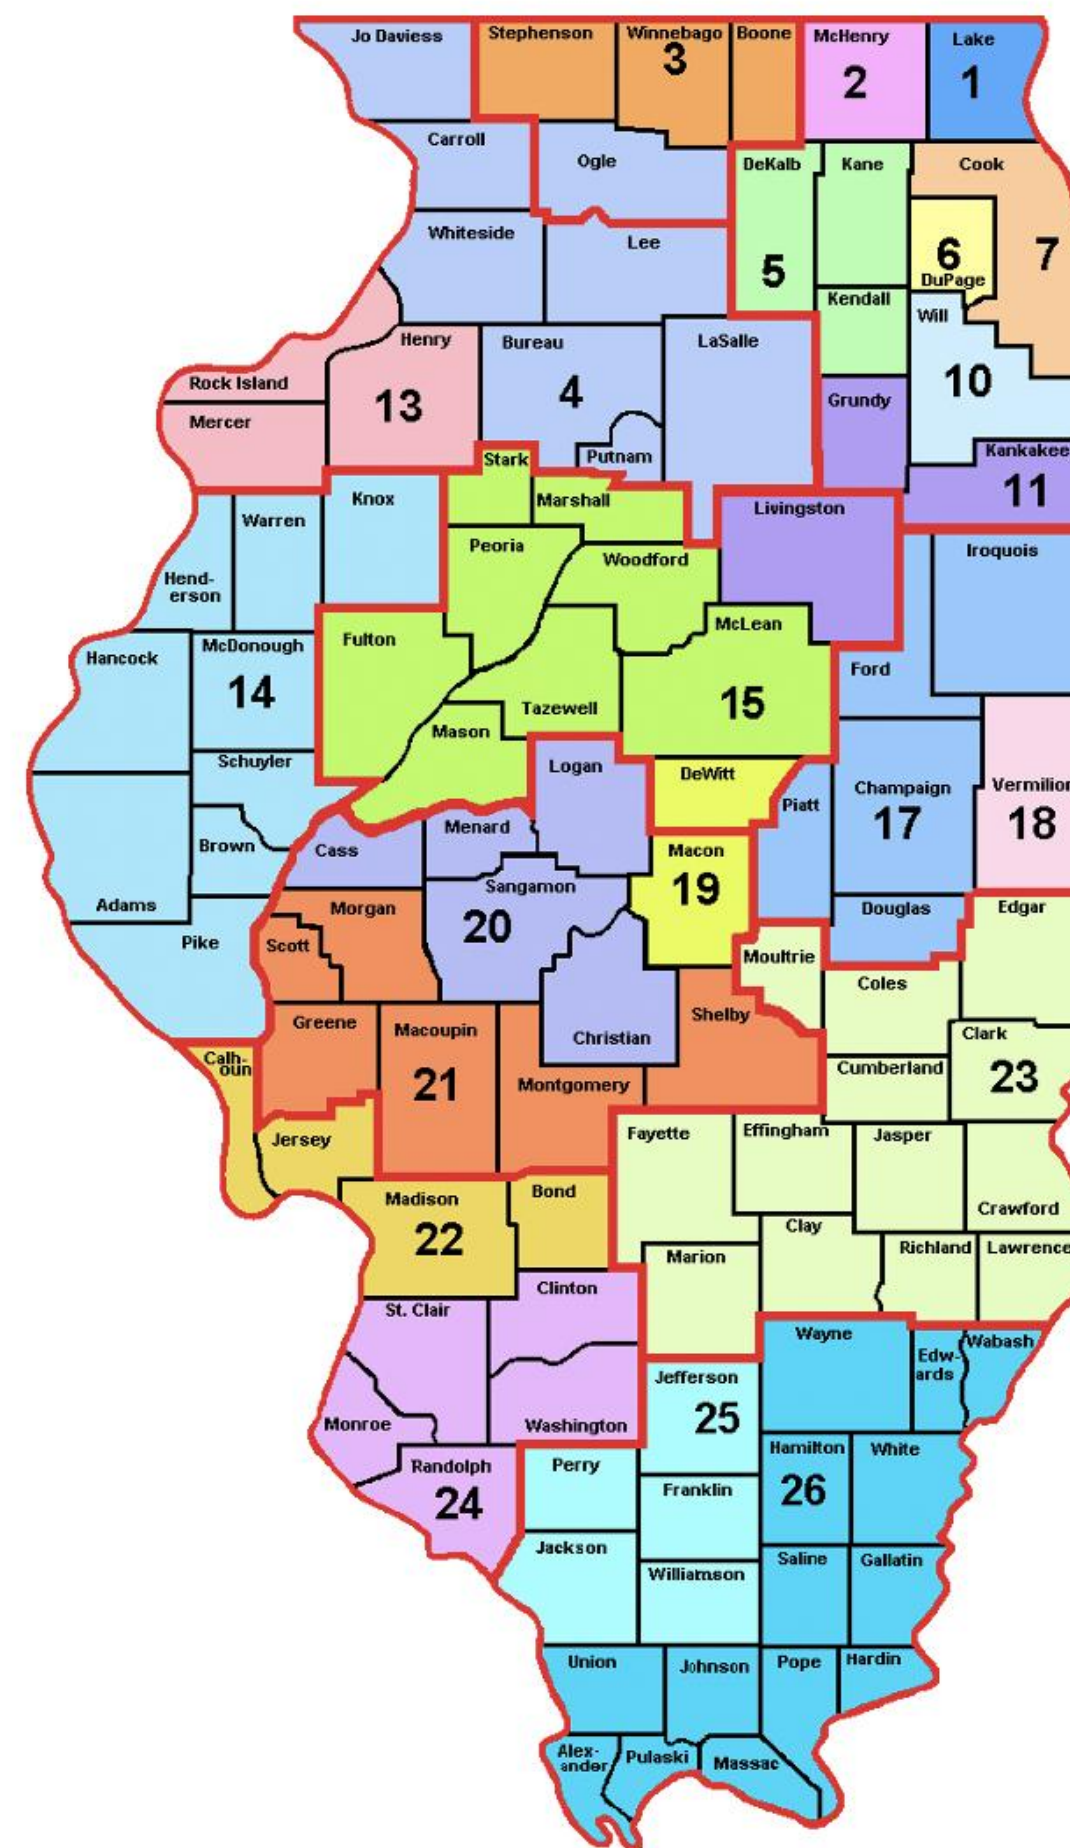 Jo Daviess
Stephenson
Winnebago
3
Boone
McHenry
2
Lake
1
Carroll
Ogle
DeKalb
5
Kane
Cook
7
Whiteside
Lee
6
DuPage
Kendall
Will
10
Rock Island
Henry
13
Bureau
4
LaSalle
Mercer
Putnam
Grundy
Kankakee
11
Stark
Knox
Marshall
Livingston
Warren
Peoria
Woodford
Iroquois
Hend-
erson
Fulton
McLean
15
Hancock
McDonough
14
Ford
Tazewell
Mason
Schuyler
Logan
DeWitt
Piatt
Champaign
17
Vermilion
18
Menard
Brown
Cass
Macon
19
Sangamon
20
Adams
Morgan
Douglas
Edgar
Pike
Scott
Moultrie
Coles
Greene
Macoupin
21
Christian
Shelby
Clark
23
Calh-
oun
Montgomery
Cumberland
Jersey
Fayette
Effingham
Jasper
Madison
22
Bond
Clay
Crawford
Marion
Richland
Lawrence
Clinton
St. Clair
Wayne
Edw-
ards
Wabash
Jefferson
25
Monroe
Washington
Hamilton
26
White
Randolph
24
Perry
Franklin
Jackson
Williamson
Saline
Gallatin
Union
Johnson
Pope
Hardin
Alex-
ander
Pulaski
Massac